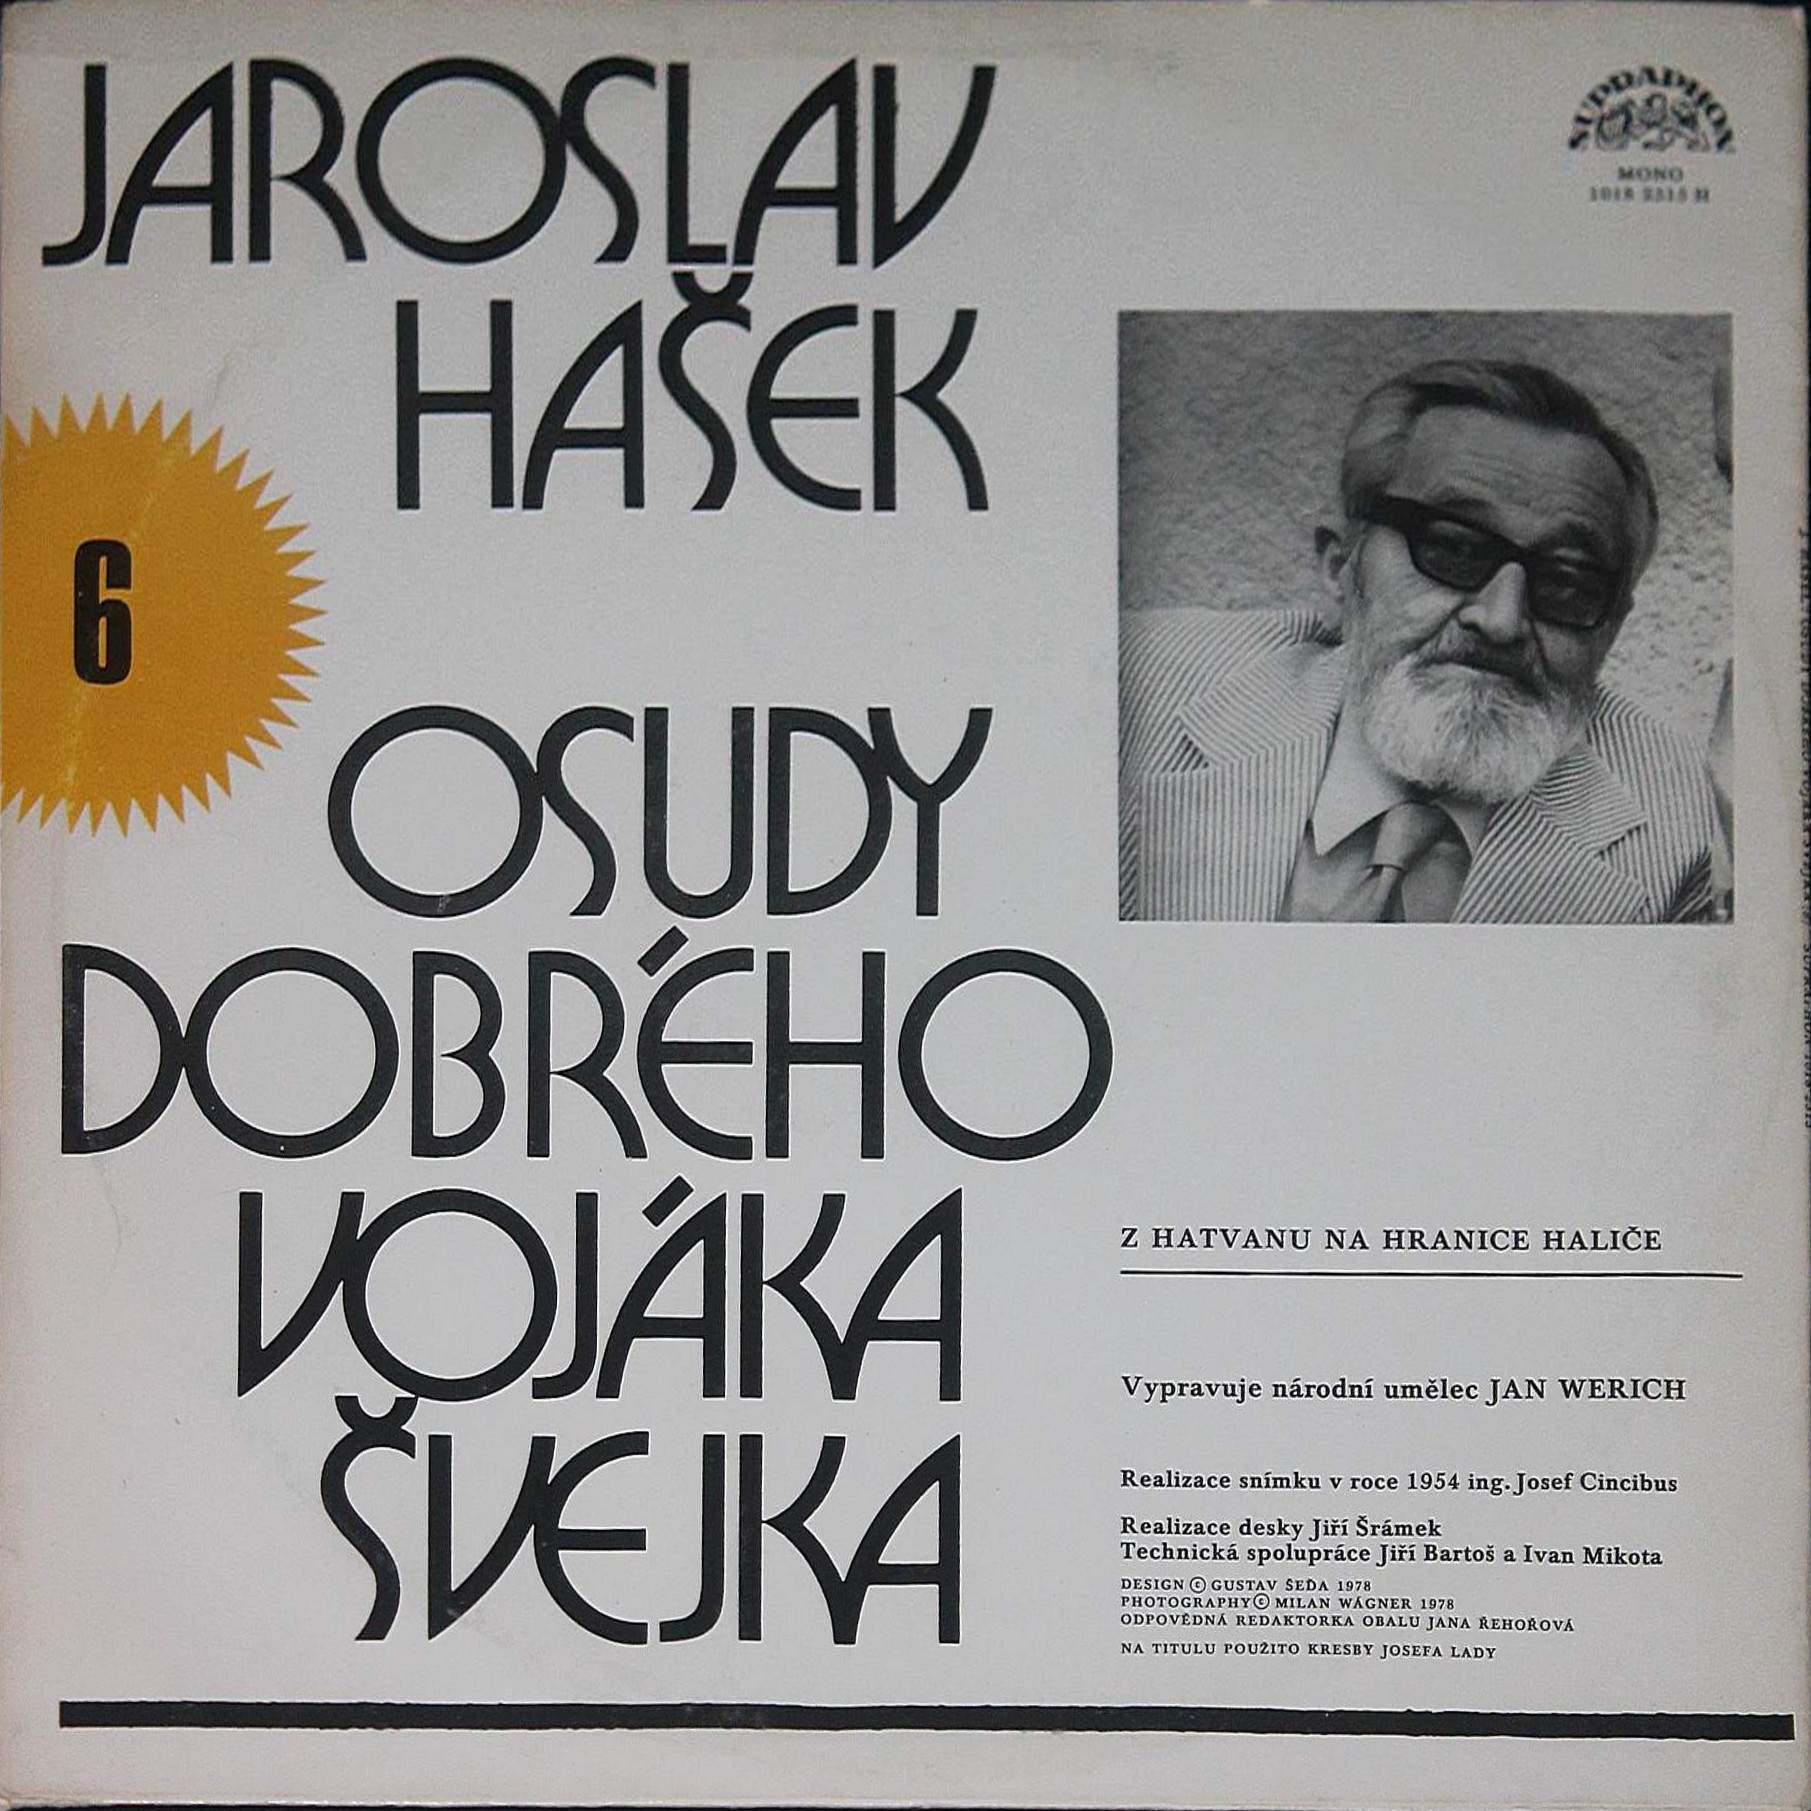 JAROSLAV
HAŠEK
SUPRAPHON
MONO
6
OSUDY
DOBRÉHO
VOJÁKA
ŠVEJKA
Z HATVANU NA HRANICE HALIČE
Vypravuje národní umělec JAN WERICH
Realizace snímku v roce 1954 ing. Josef Cincibus
Realizace desky Jiří Šrámek
Technická spolupráce Jiří Bartoš a Ivan Mikota
DESIGN © GUSTAV ŠEĎA 1978
PHOTOGRAPHY © MILAN WÁGNER 1978
ODPOVĚDNÁ REDAKTORKA OBALU JANA ŘEHOŘOVÁ
NA TITULU POUŽITO KRESBY JOSEFA LADY